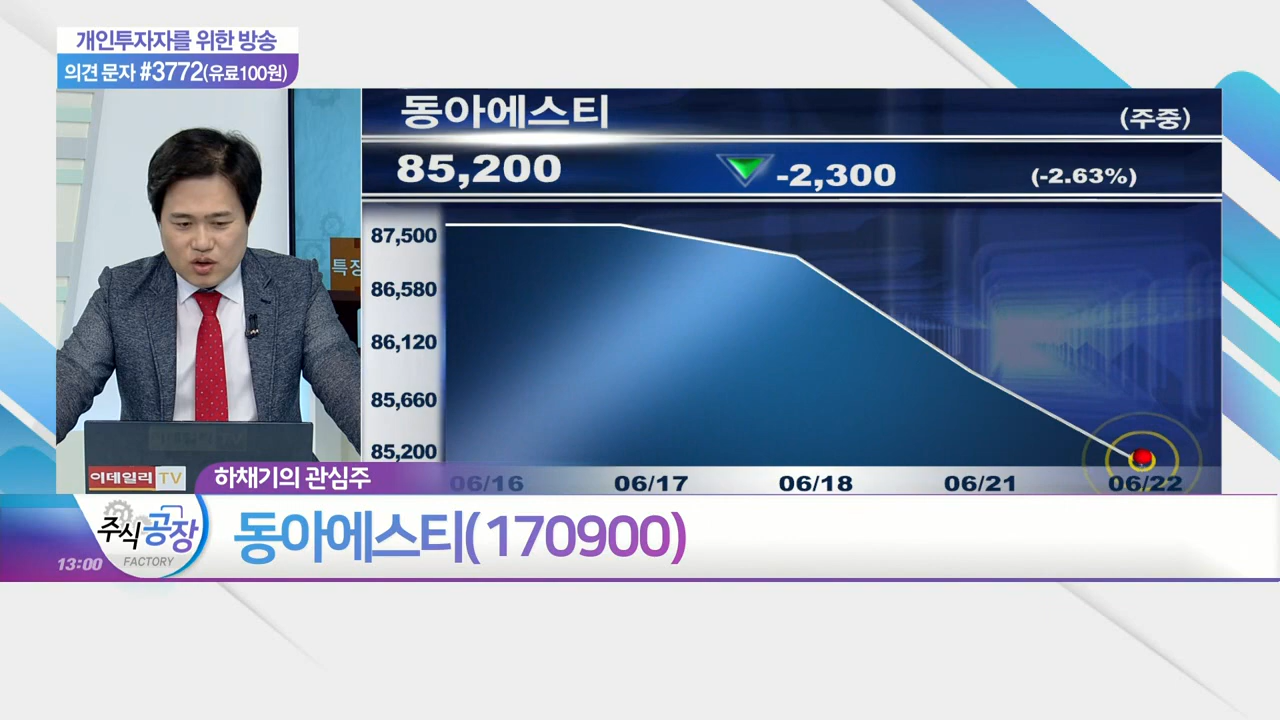 개인투자자를 위한 방송
의견 문자 #3772(유료100원)
동아에스티
(주중)
85,200
-2,300
(-2.63%)
87,500
86,580
86,120
85,660
85,200
특징
06/16 06/17 06/18 06/21 06/22
이데일리 TV
하채기의 관심주
주식공장
FACTORY
13:00
동아에스티(170900)